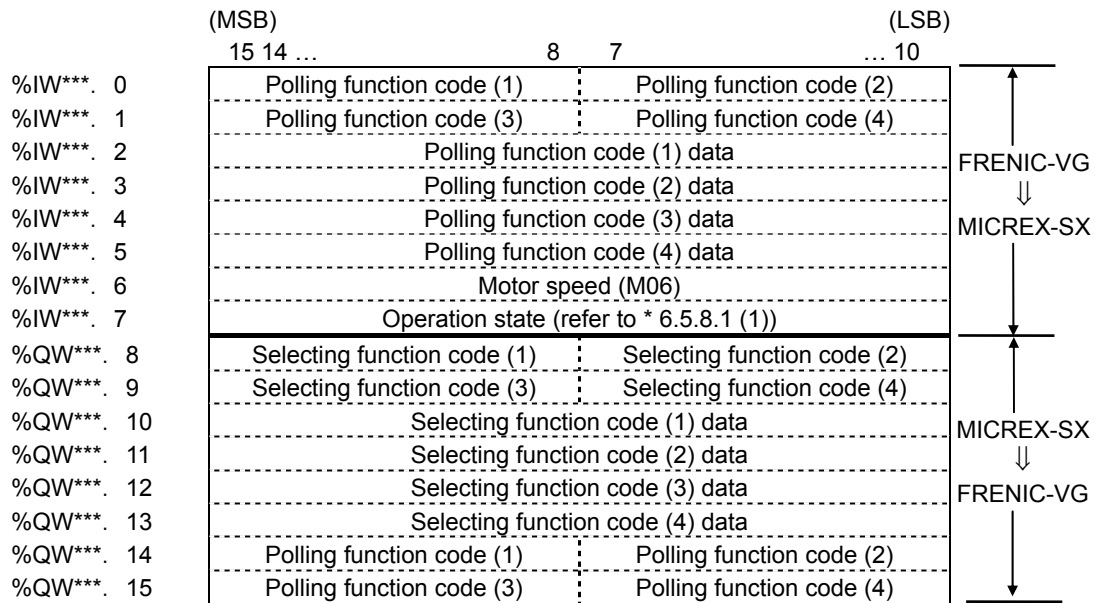 (MSB) (LSB)
15 14 … 8 7 … 10
%IW***. 0 Polling function code (1) Polling function code (2)
%IW***. 1 Polling function code (3) Polling function code (4)
%IW***. 2 Polling function code (1) data
%IW***. 3 Polling function code (2) data
%IW***. 4 Polling function code (3) data
%IW***. 5 Polling function code (4) data
%IW***. 6 Motor speed (M06)
%IW***. 7 Operation state (refer to * 6.5.8.1 (1))
FRENIC-VG
⇓
MICREX-SX
%QW***. 8 Selecting function code (1) Selecting function code (2)
%QW***. 9 Selecting function code (3) Selecting function code (4)
%QW***. 10 Selecting function code (1) data
%QW***. 11 Selecting function code (2) data
%QW***. 12 Selecting function code (3) data
%QW***. 13 Selecting function code (4) data
%QW***. 14 Polling function code (1) Polling function code (2)
%QW***. 15 Polling function code (3) Polling function code (4)
MICREX-SX
⇓
FRENIC-VG